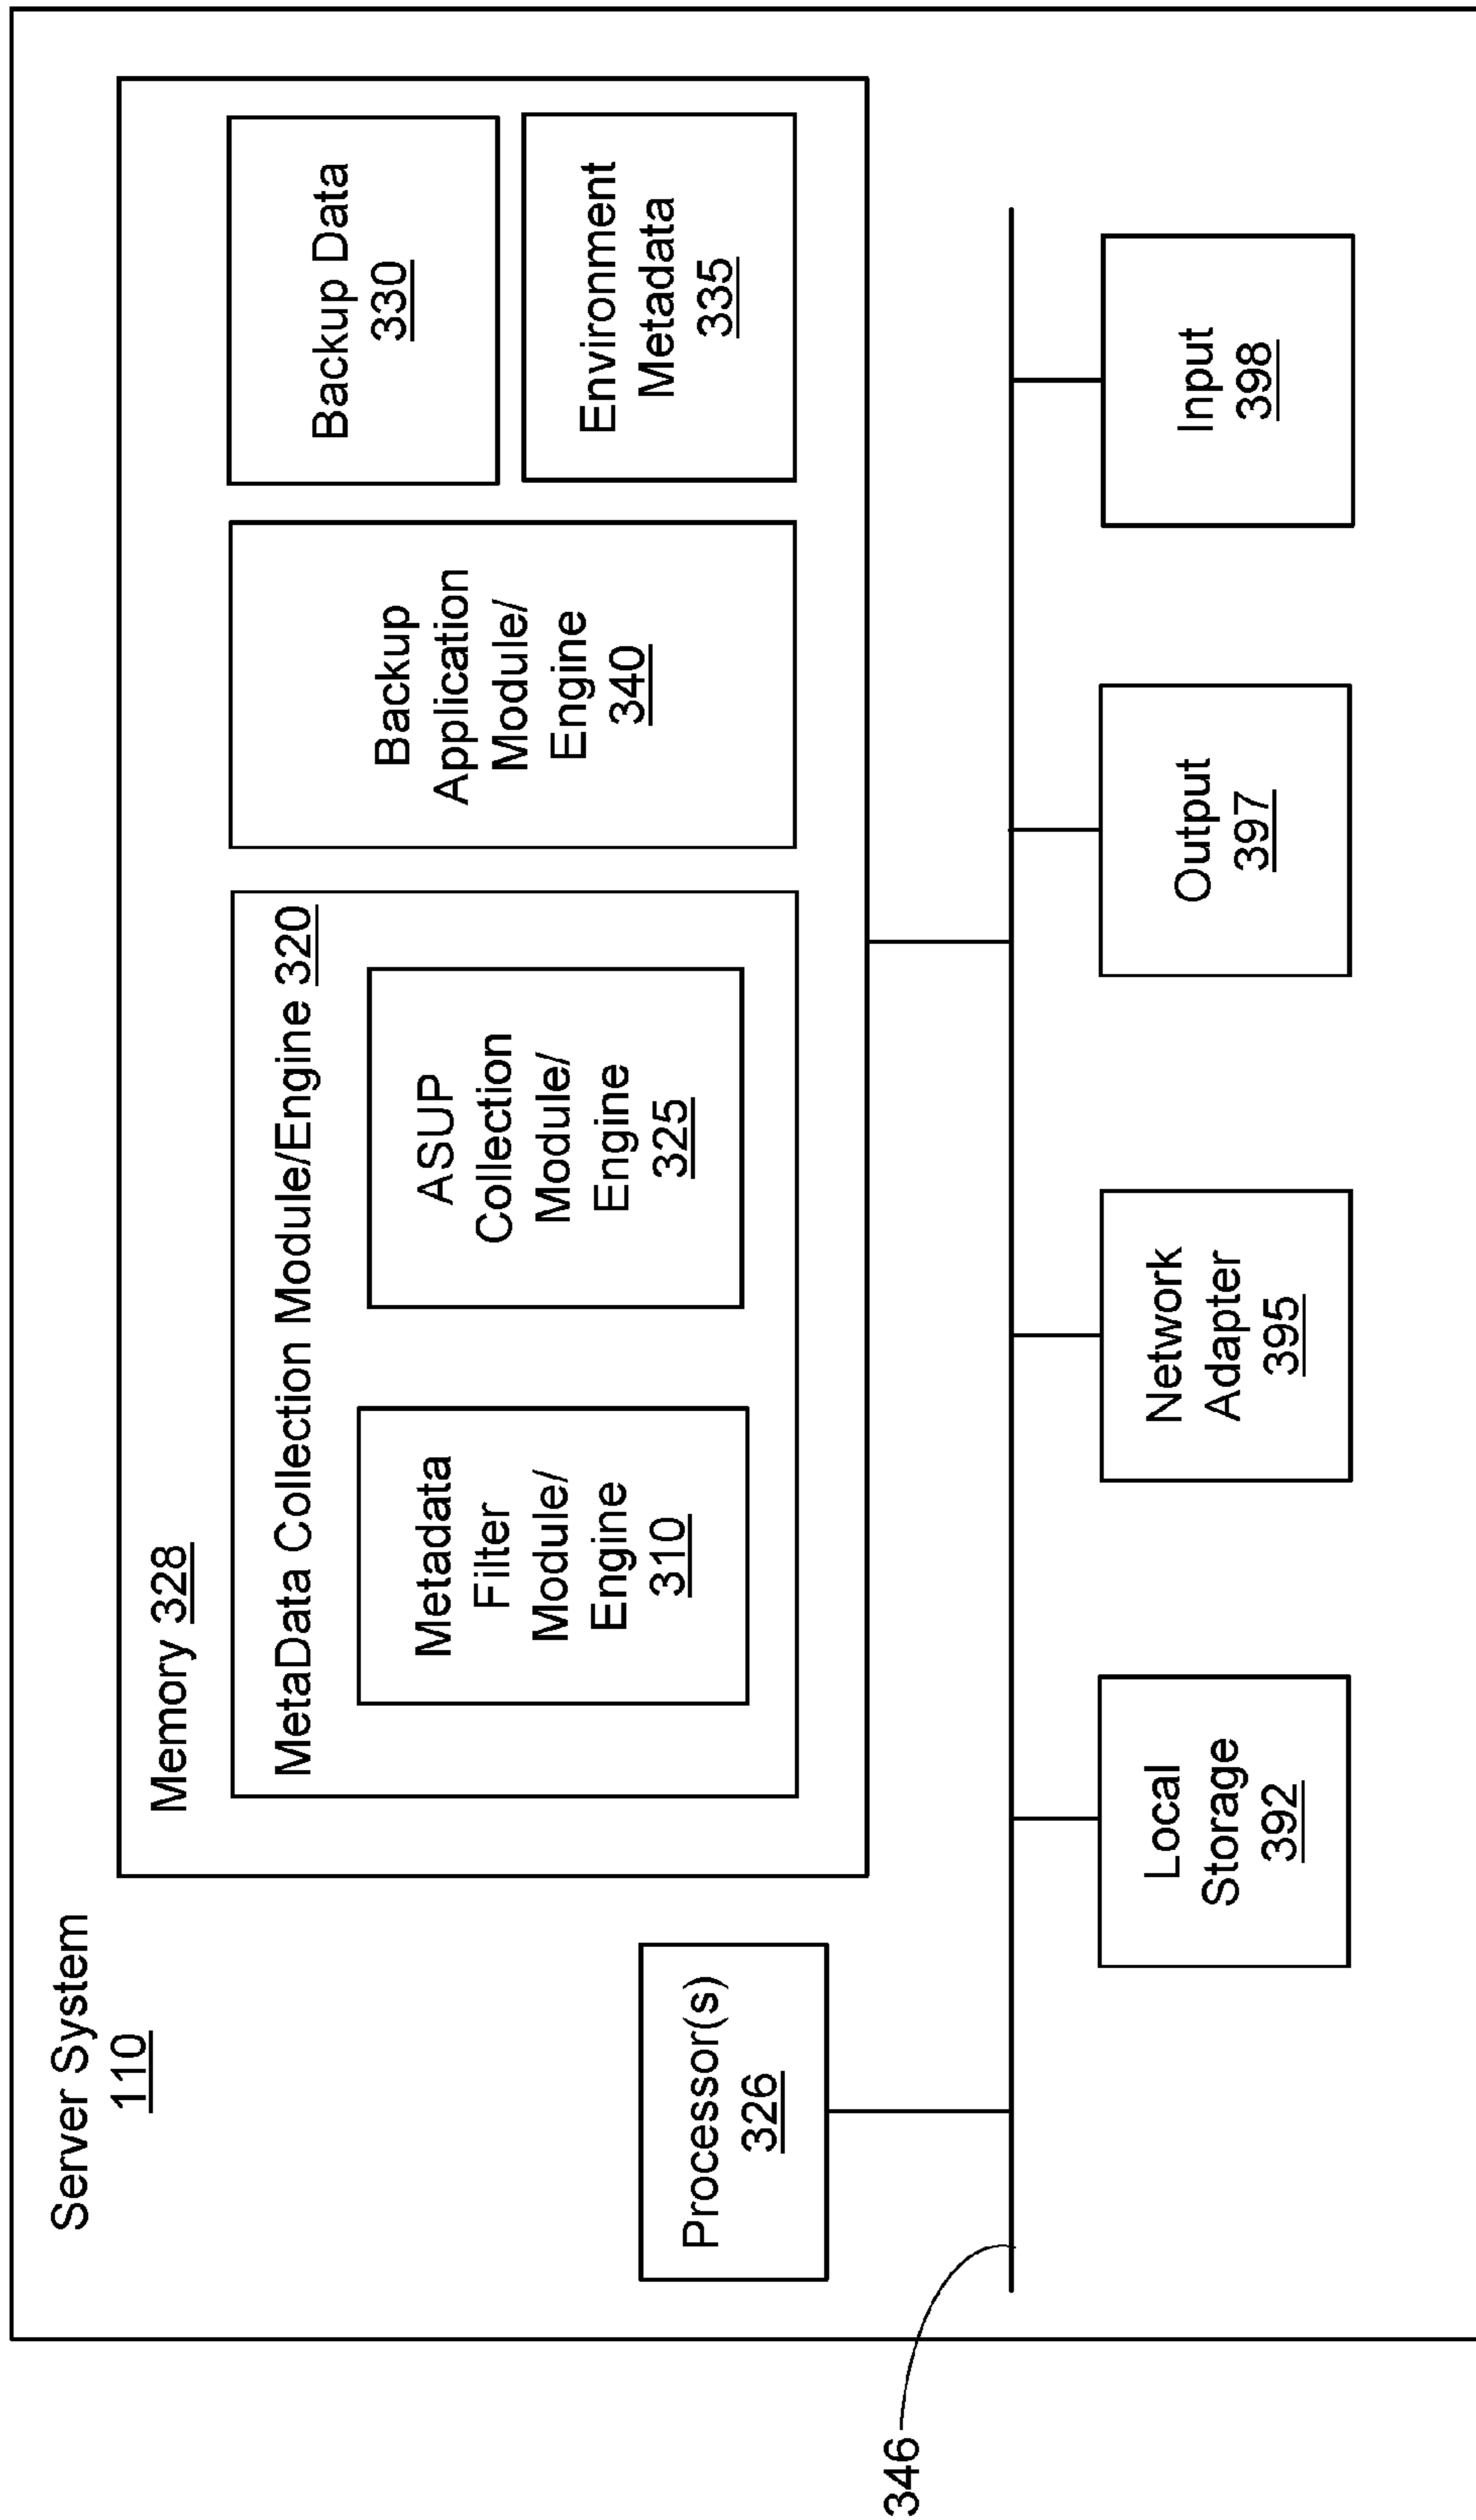 Server System
110
Memory 328
MetaData Collection Module/Engine 320
Metadata
Filter
Module/
Engine
310
ASUP
Collection
Module/
Engine
325
Backup
Application
Module/
Engine
340
Backup Data
330
Environment
Metadata
335
Processor(s)
326
346
Local
Storage
392
Network
Adapter
395
Output
397
Input
398